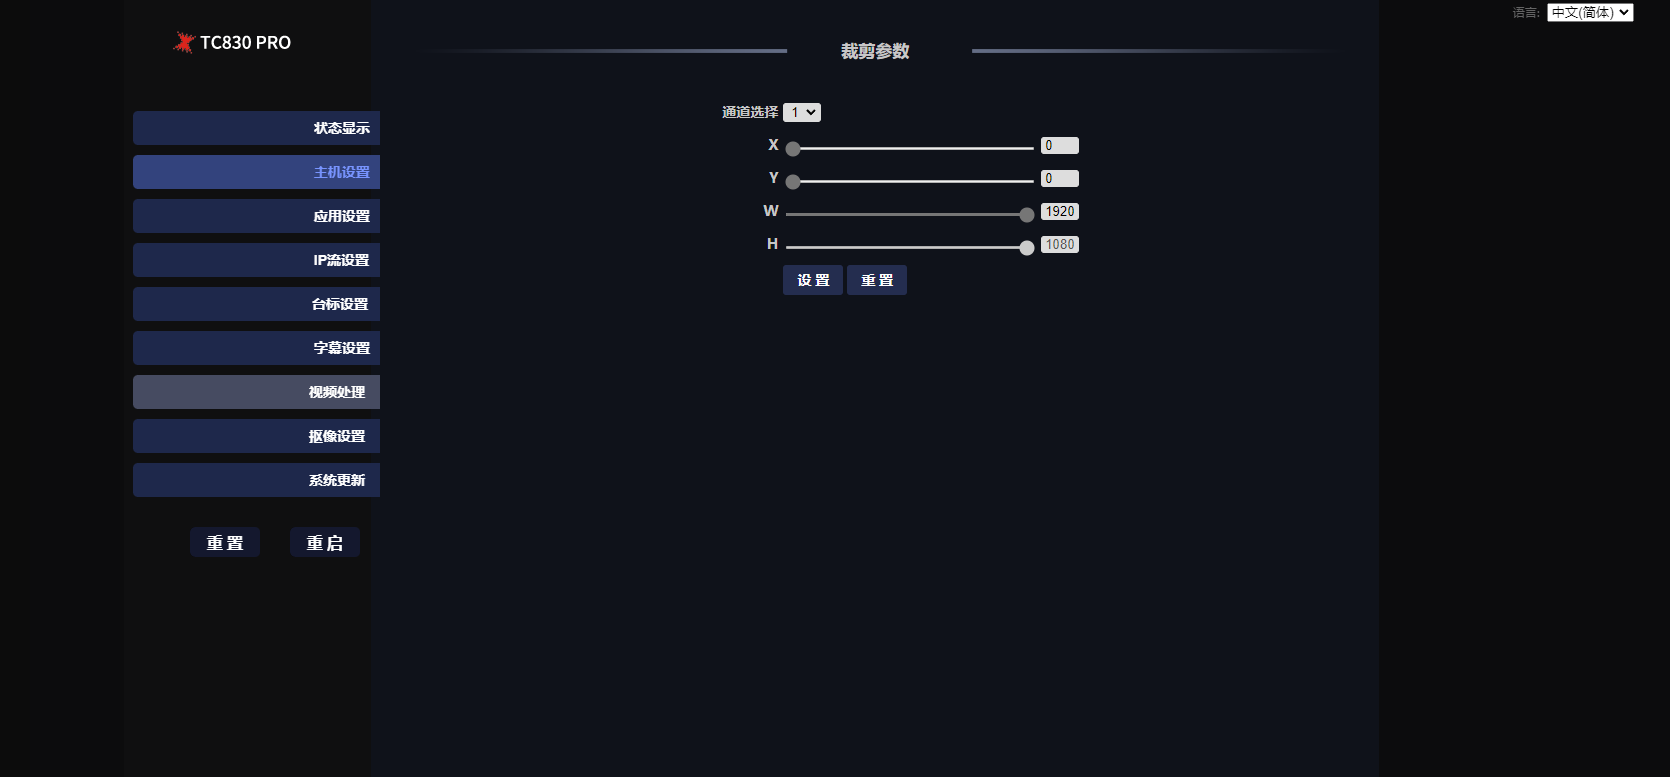 语言: 中文(简体)
TC830 PRO
状态显示
主机设置
应用设置
IP流设置
台标设置
字幕设置
视频处理
抠像设置
系统更新
重置 重启
裁剪参数
通道选择 1
X 0
Y 0
W 1920
H 1080
设置 重置